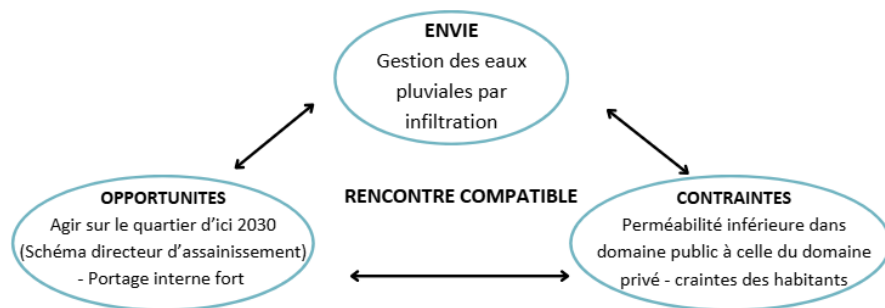 ENVIE
Gestion des eaux
pluviales par
infiltration
RENCONTRE COMPATIBLE
OPPORTUNITES
Agir sur le quartier d'ici 2030
(Schéma directeur d'assainissement)
- Portage interne fort
CONTRAINTES
Perméabilité inférieure dans
domaine public à celle du domaine
privé - craintes des habitants